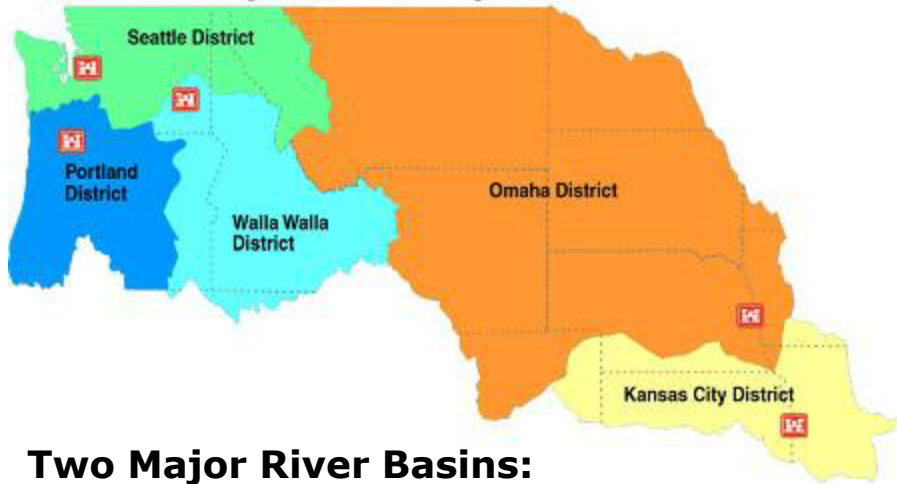 Seattle District
Portland
District
Walla Walla
District
Omaha District
Kansas City District
Two Major River Basins: